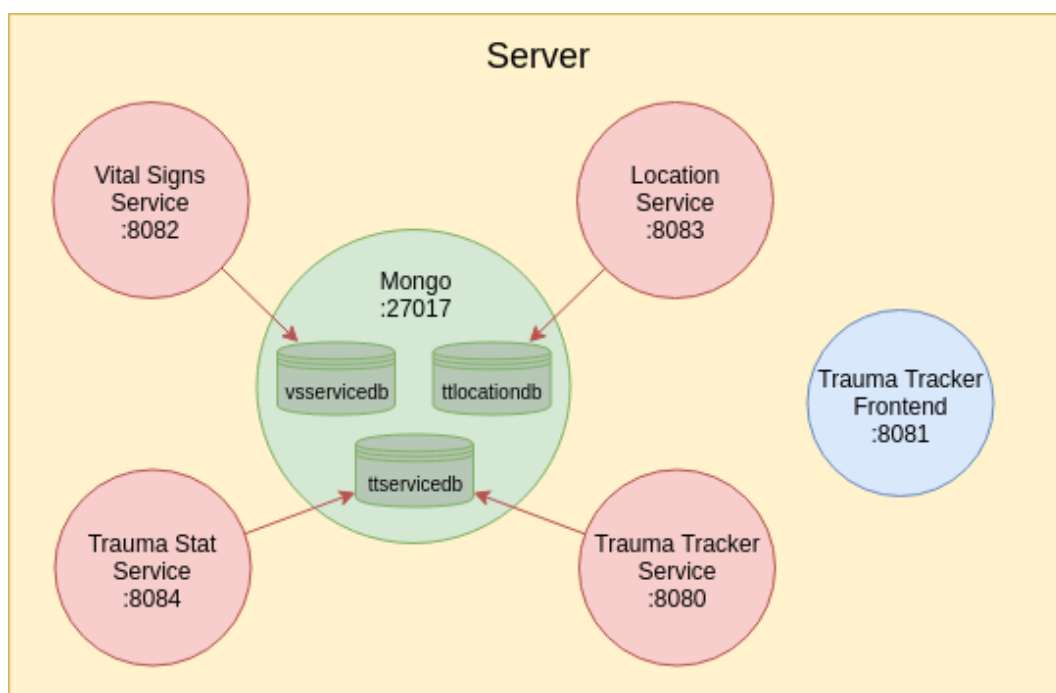 Server
Vital Signs
Service
:8082
Location
Service
:8083
Mongo
:27017
vsservicedb
ttlocationdb
ttservicedb
Trauma Tracker
Frontend
:8081
Trauma Stat
Service
:8084
Trauma Tracker
Service
:8080